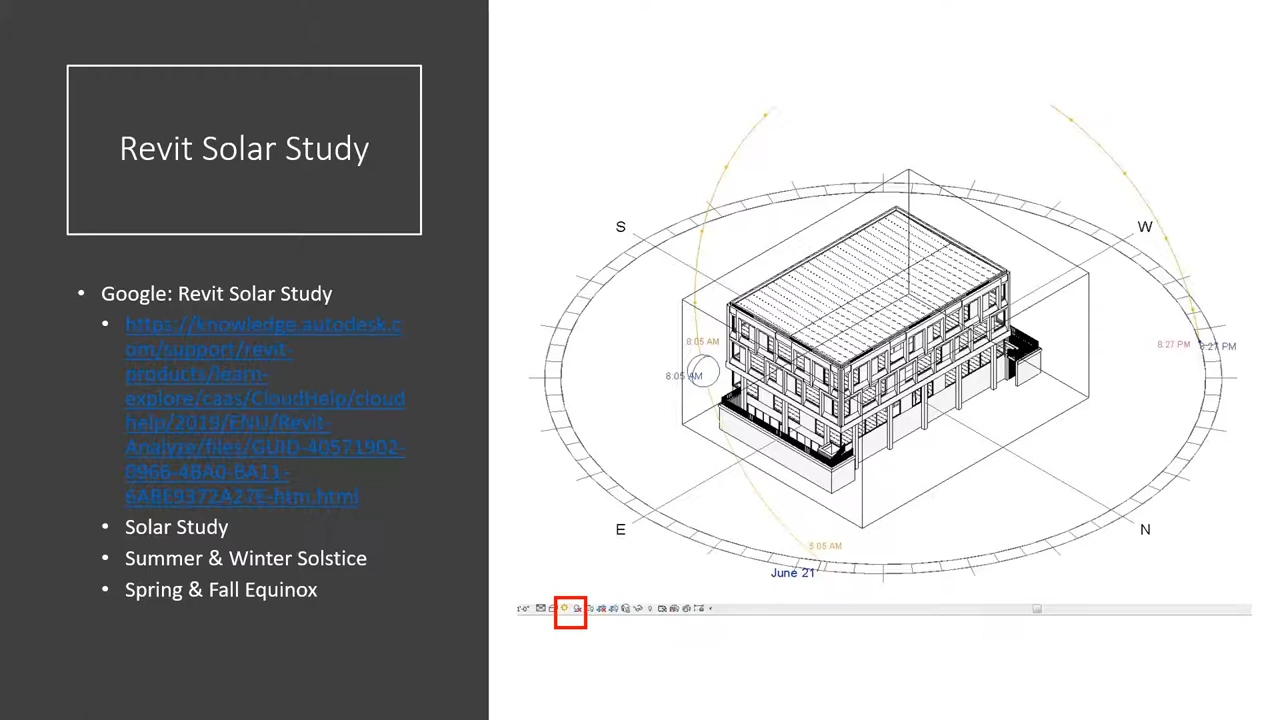 Revit Solar Study
• Google: Revit Solar Study
• https://knowledge.autodesk.c
om/support/revit-
products/learn-
explore/caas/CloudHelp/cloud
help/2019/ENU/Revit-
Analyze/files/GUID-40571902-
0966-4BA0-BA11-
6ABE9372A27E-htm.html
• Solar Study
• Summer & Winter Solstice
• Spring & Fall Equinox
S
W
8:05 AM
8:05 AM
8:27 PM
8:27 PM
E
N
5:05 AM
June 21